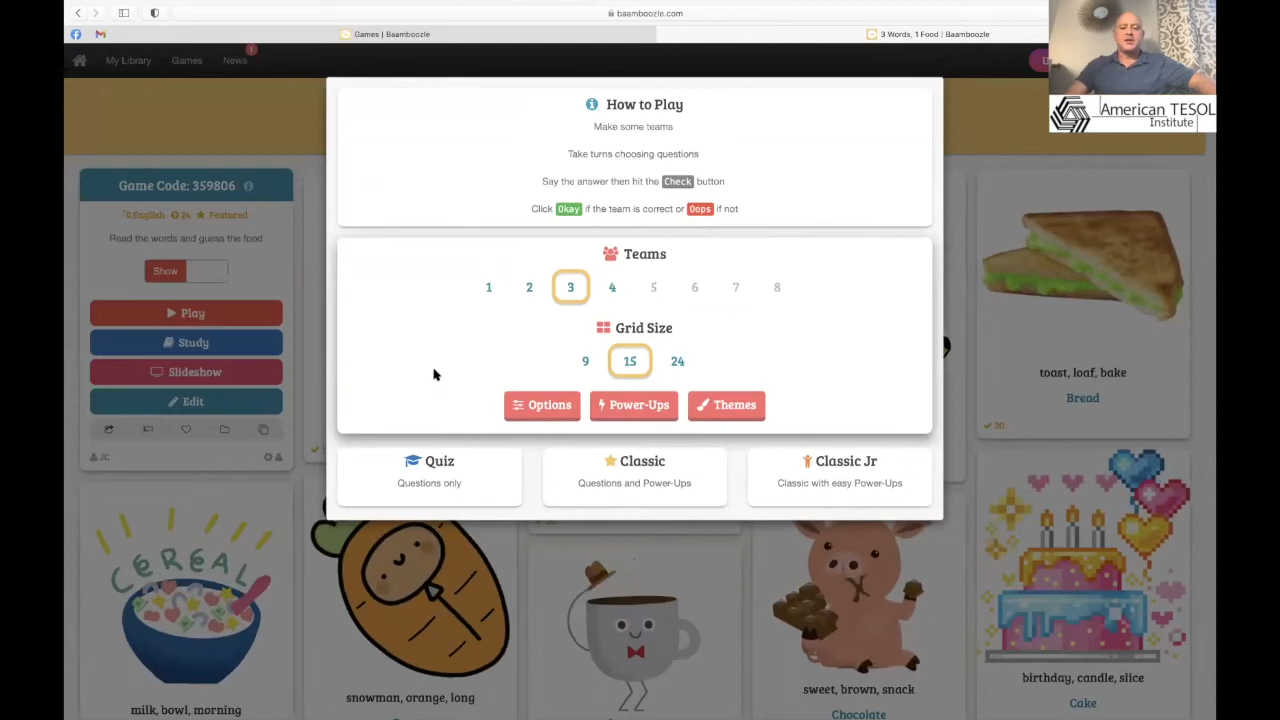 baamboozle.com
Games | Baamboozle
3 Words, 1 Food | Baamboozle
My Library
Games
News
1
American TESOL
Institute
How to Play
Make some teams
Take turns choosing questions
Say the answer then hit the Check button
Click Okay if the team is correct or Oops if not
Teams
1 2 3 4 5 6 7 8
Grid Size
9 15 24
Options
Power-Ups
Themes
Quiz
Questions only
Classic
Questions and Power-Ups
Classic Jr
Classic with easy Power-Ups
Game Code: 359806
English 24 Featured
Read the words and guess the food
Show
Play
Study
Slideshow
Edit
JC
toast, loaf, bake
Bread
20
CEREAL
milk, bowl, morning
snowman, orange, long
sweet, brown, snack
Chocolate
birthday, candle, slice
Cake